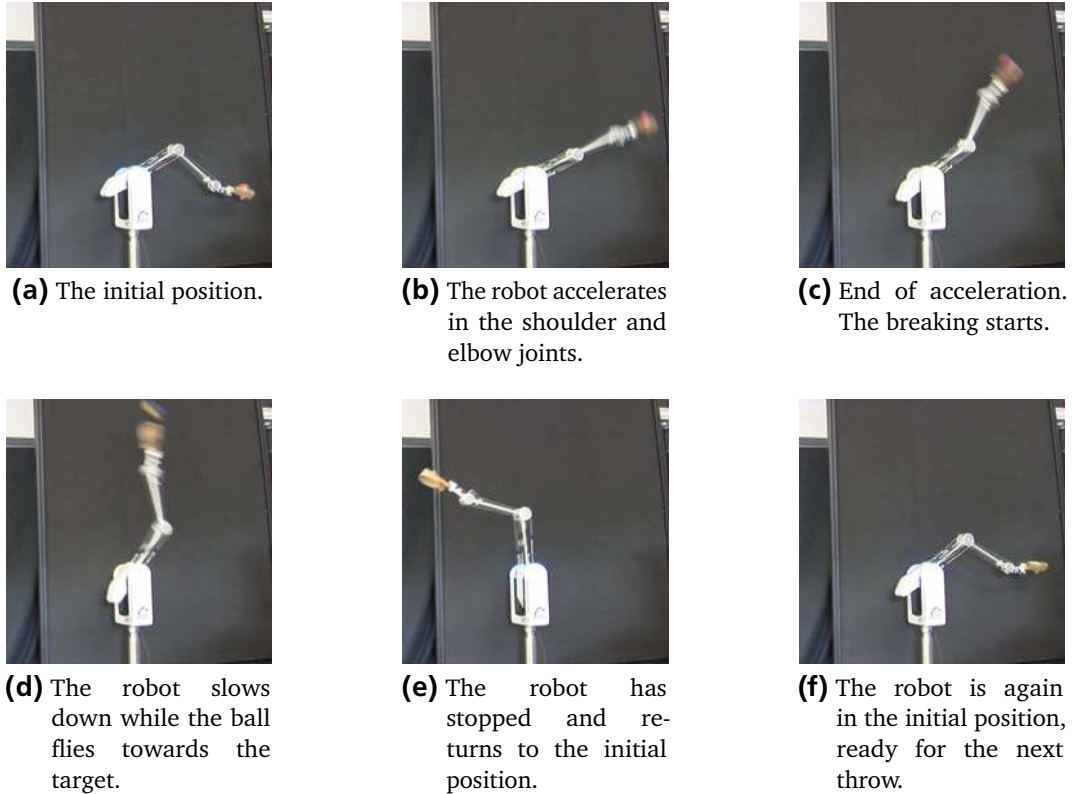 (a) The initial position.
(b) The robot accelerates
in the shoulder and
elbow joints.
(c) End of acceleration.
The breaking starts.
(d) The robot slows
down while the ball
flies towards the
target.
(e) The robot has
stopped and re-
turns to the initial
position.
(f) The robot is again
in the initial position,
ready for the next
throw.